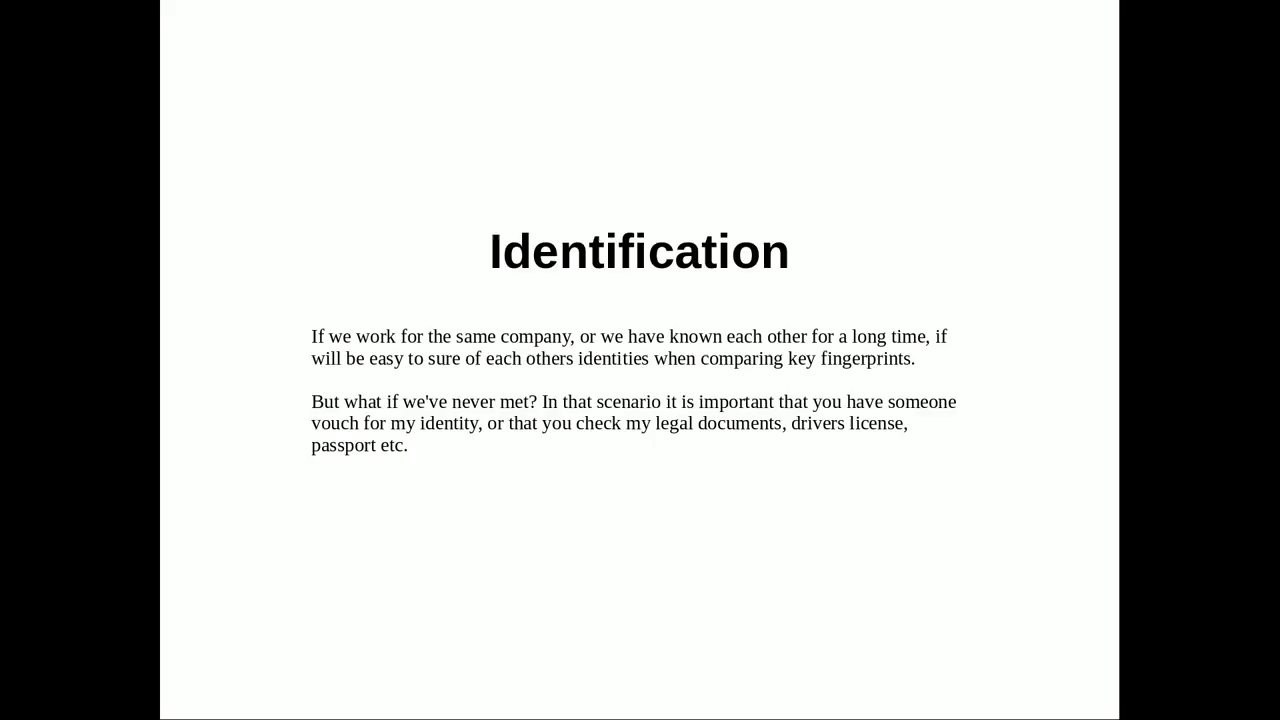 Identification
If we work for the same company, or we have known each other for a long time, if
will be easy to sure of each others identities when comparing key fingerprints.
But what if we've never met? In that scenario it is important that you have someone
vouch for my identity, or that you check my legal documents, drivers license,
passport etc.